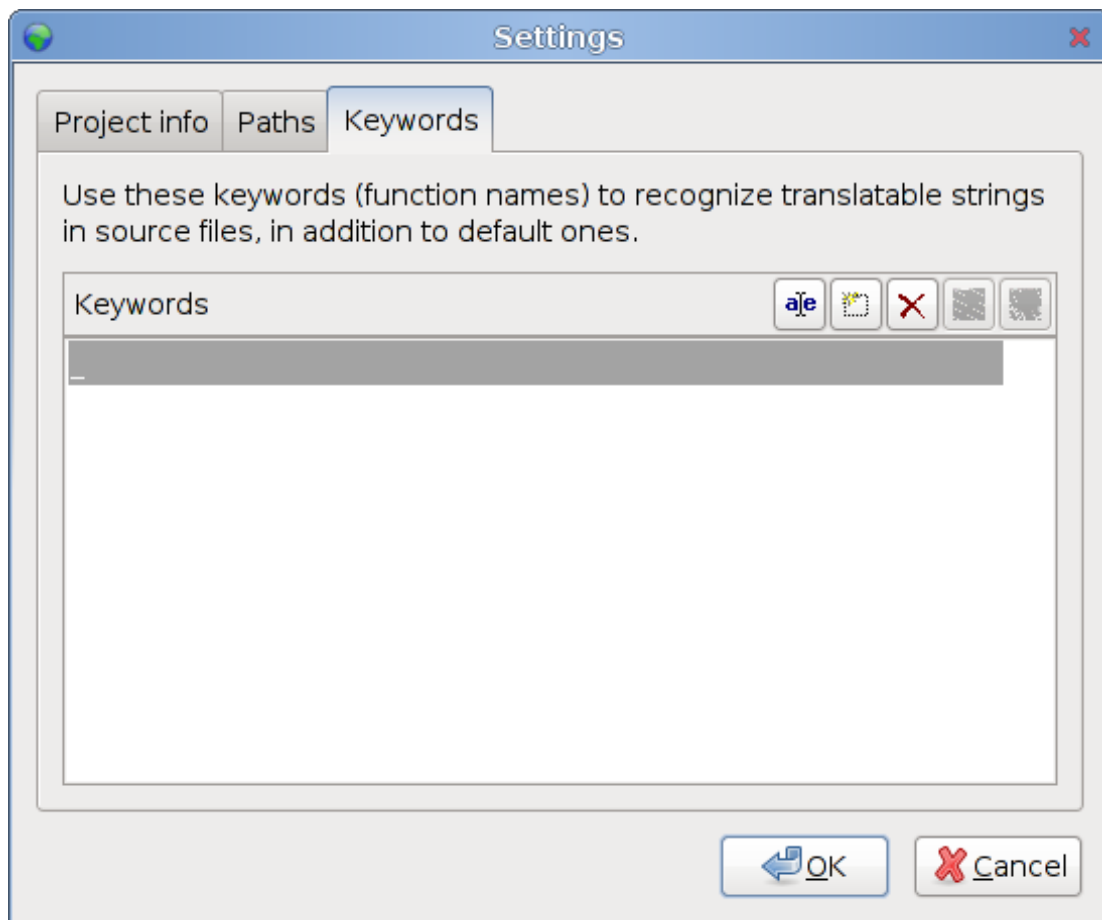 Settings
Project info Paths Keywords
Use these keywords (function names) to recognize translatable strings
in source files, in addition to default ones.
Keywords
a|e
_
OK Cancel